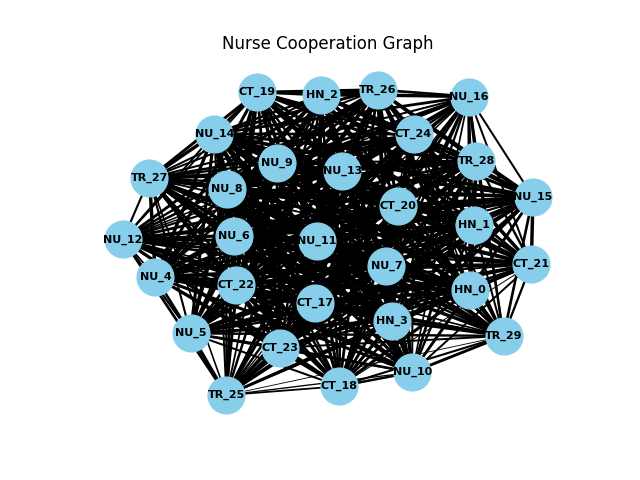 Nurse Cooperation Graph
CT_19
HN_2
TR_26
NU_16
NU_14
CT_24
NU_9
NU_13
TR_28
TR_27
NU_8
NU_15
CT_20
HN_1
NU_12
NU_6
NU_11
NU_4
NU_7
CT_21
CT_22
HN_0
CT_17
HN_3
NU_5
TR_29
CT_23
NU_10
CT_18
TR_25